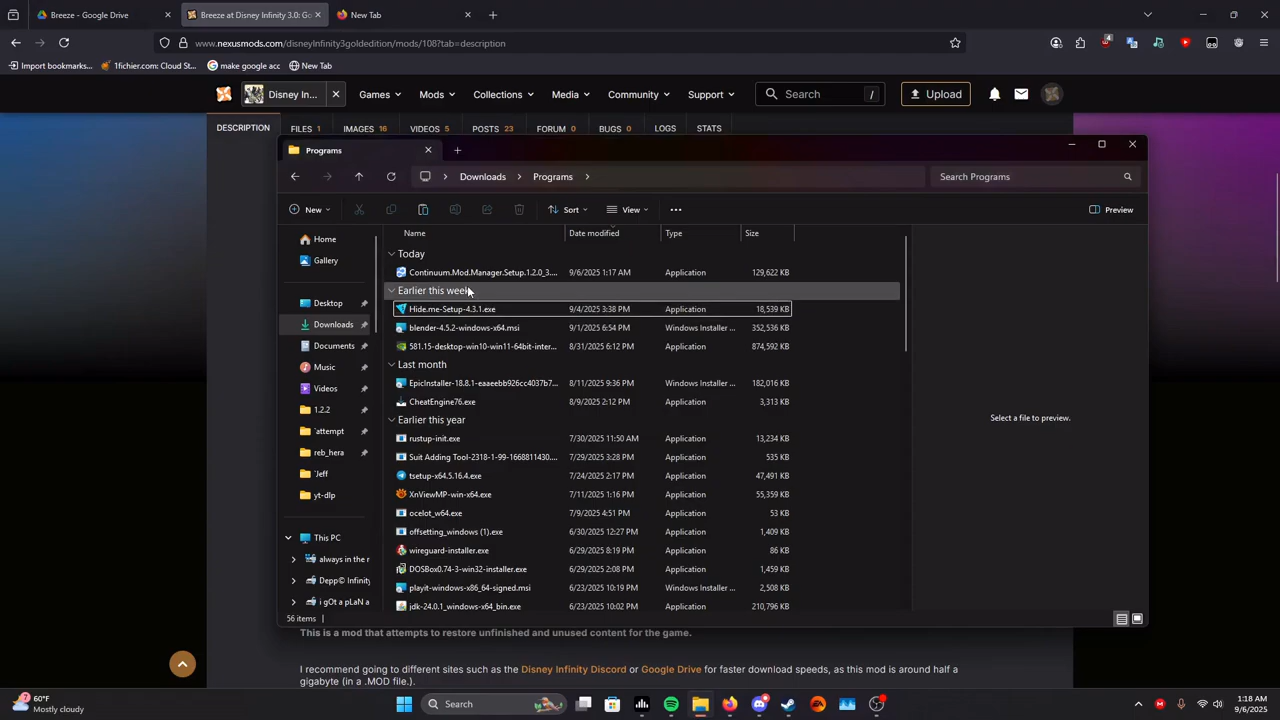 Breeze - Google Drive
Breeze at Disney Infinity 3.0: Go
New Tab
www.nexusmods.com/disneyinfinity3goldedition/mods/108?tab=description
4
Import bookmarks...
1fichier.com: Cloud St...
make google acc
New Tab
Disney In...
Games
Mods
Collections
Media
Community
Support
Search
/
Upload
DESCRIPTION
FILES 1
IMAGES 16
VIDEOS 5
POSTS 23
FORUM 0
BUGS 0
LOGS
STATS
Programs
Downloads
Programs
Search Programs
New
Sort
View
Preview
Name
Date modified
Type
Size
Home
Gallery
Desktop
Downloads
Documents
Music
Videos
1.2.2
`attempt
reb_hera
`Jeff
yt-dlp
This PC
always in the r
Depp© Infinity
i gOt a pLAN a
Today
Continuum.Mod.Manager.Setup.1.2.0_3.... 9/6/2025 1:17 AM Application 129,622 KB
Earlier this week
Hide.me-Setup-4.3.1.exe 9/4/2025 3:38 PM Application 18,539 KB
blender-4.5.2-windows-x64.msi 9/1/2025 6:54 PM Windows Installer ... 352,536 KB
581.15-desktop-win10-win11-64bit-inter... 8/31/2025 6:12 PM Application 874,592 KB
Last month
EpicInstaller-18.8.1-eaaeebb926cc4037b7... 8/11/2025 9:36 PM Windows Installer ... 182,016 KB
CheatEngine76.exe 8/9/2025 2:12 PM Application 3,313 KB
Earlier this year
rustup-init.exe 7/30/2025 11:50 AM Application 13,234 KB
Suit Adding Tool-2318-1-99-1668811430.... 7/29/2025 3:28 PM Application 535 KB
tsetup-x64.5.16.4.exe 7/24/2025 2:17 PM Application 47,491 KB
XnViewMP-win-x64.exe 7/11/2025 1:16 PM Application 55,359 KB
ocelot_w64.exe 7/9/2025 4:51 PM Application 53 KB
offsetting_windows (1).exe 6/30/2025 12:27 PM Application 1,409 KB
wireguard-installer.exe 6/29/2025 8:19 PM Application 86 KB
DOSBox0.74-3-win32-installer.exe 6/29/2025 2:08 PM Application 1,459 KB
playit-windows-x86_64-signed.msi 6/23/2025 10:19 PM Windows Installer ... 2,508 KB
jdk-24.0.1_windows-x64_bin.exe 6/23/2025 10:02 PM Application 210,796 KB
Select a file to preview.
56 items
This is a mod that attempts to restore unfinished and unused content for the game.
I recommend going to different sites such as the Disney Infinity Discord or Google Drive for faster download speeds, as this mod is around half a
gigabyte (in a .MOD file.).
60°F
Mostly cloudy
Search
1:18 AM
9/6/2025